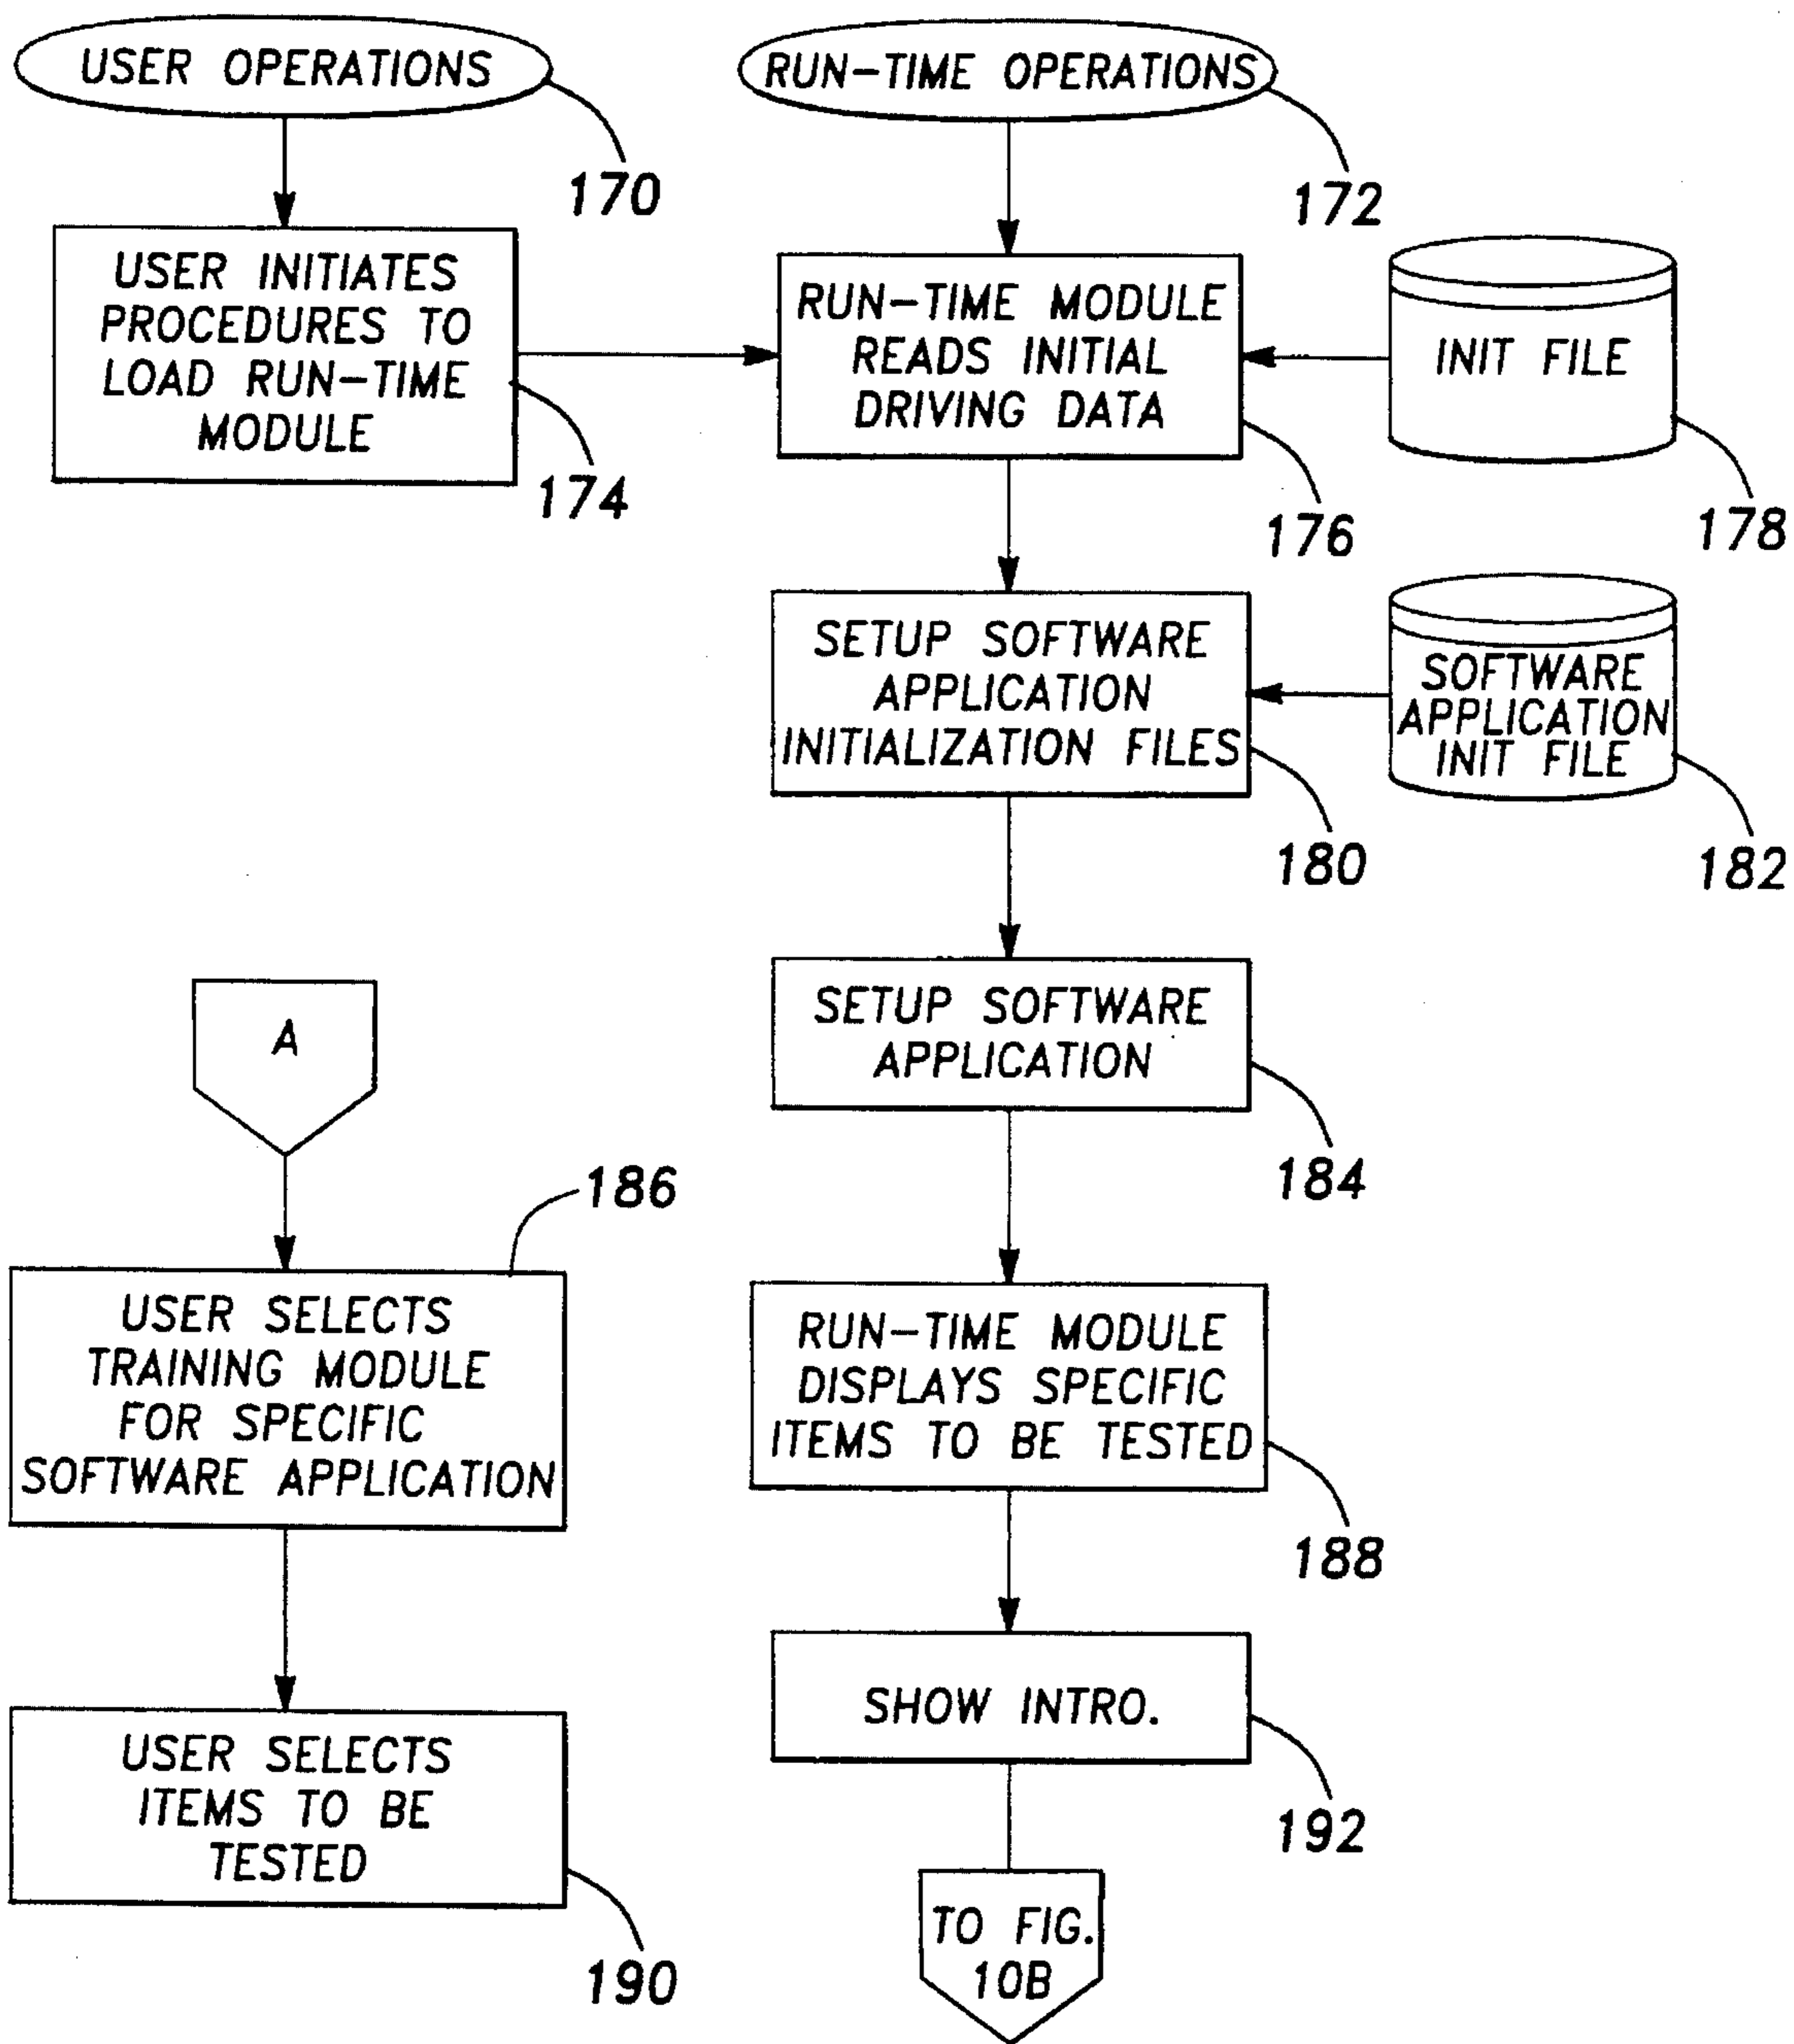 USER OPERATIONS
170
RUN-TIME OPERATIONS
172
USER INITIATES
PROCEDURES TO
LOAD RUN-TIME
MODULE
174
RUN-TIME MODULE
READS INITIAL
DRIVING DATA
176
INIT FILE
178
SETUP SOFTWARE
APPLICATION
INITIALIZATION FILES
180
SOFTWARE
APPLICATION
INIT FILE
182
SETUP SOFTWARE
APPLICATION
184
A
186
USER SELECTS
TRAINING MODULE
FOR SPECIFIC
SOFTWARE APPLICATION
RUN-TIME MODULE
DISPLAYS SPECIFIC
ITEMS TO BE TESTED
188
USER SELECTS
ITEMS TO BE
TESTED
190
SHOW INTRO.
192
TO FIG.
10B